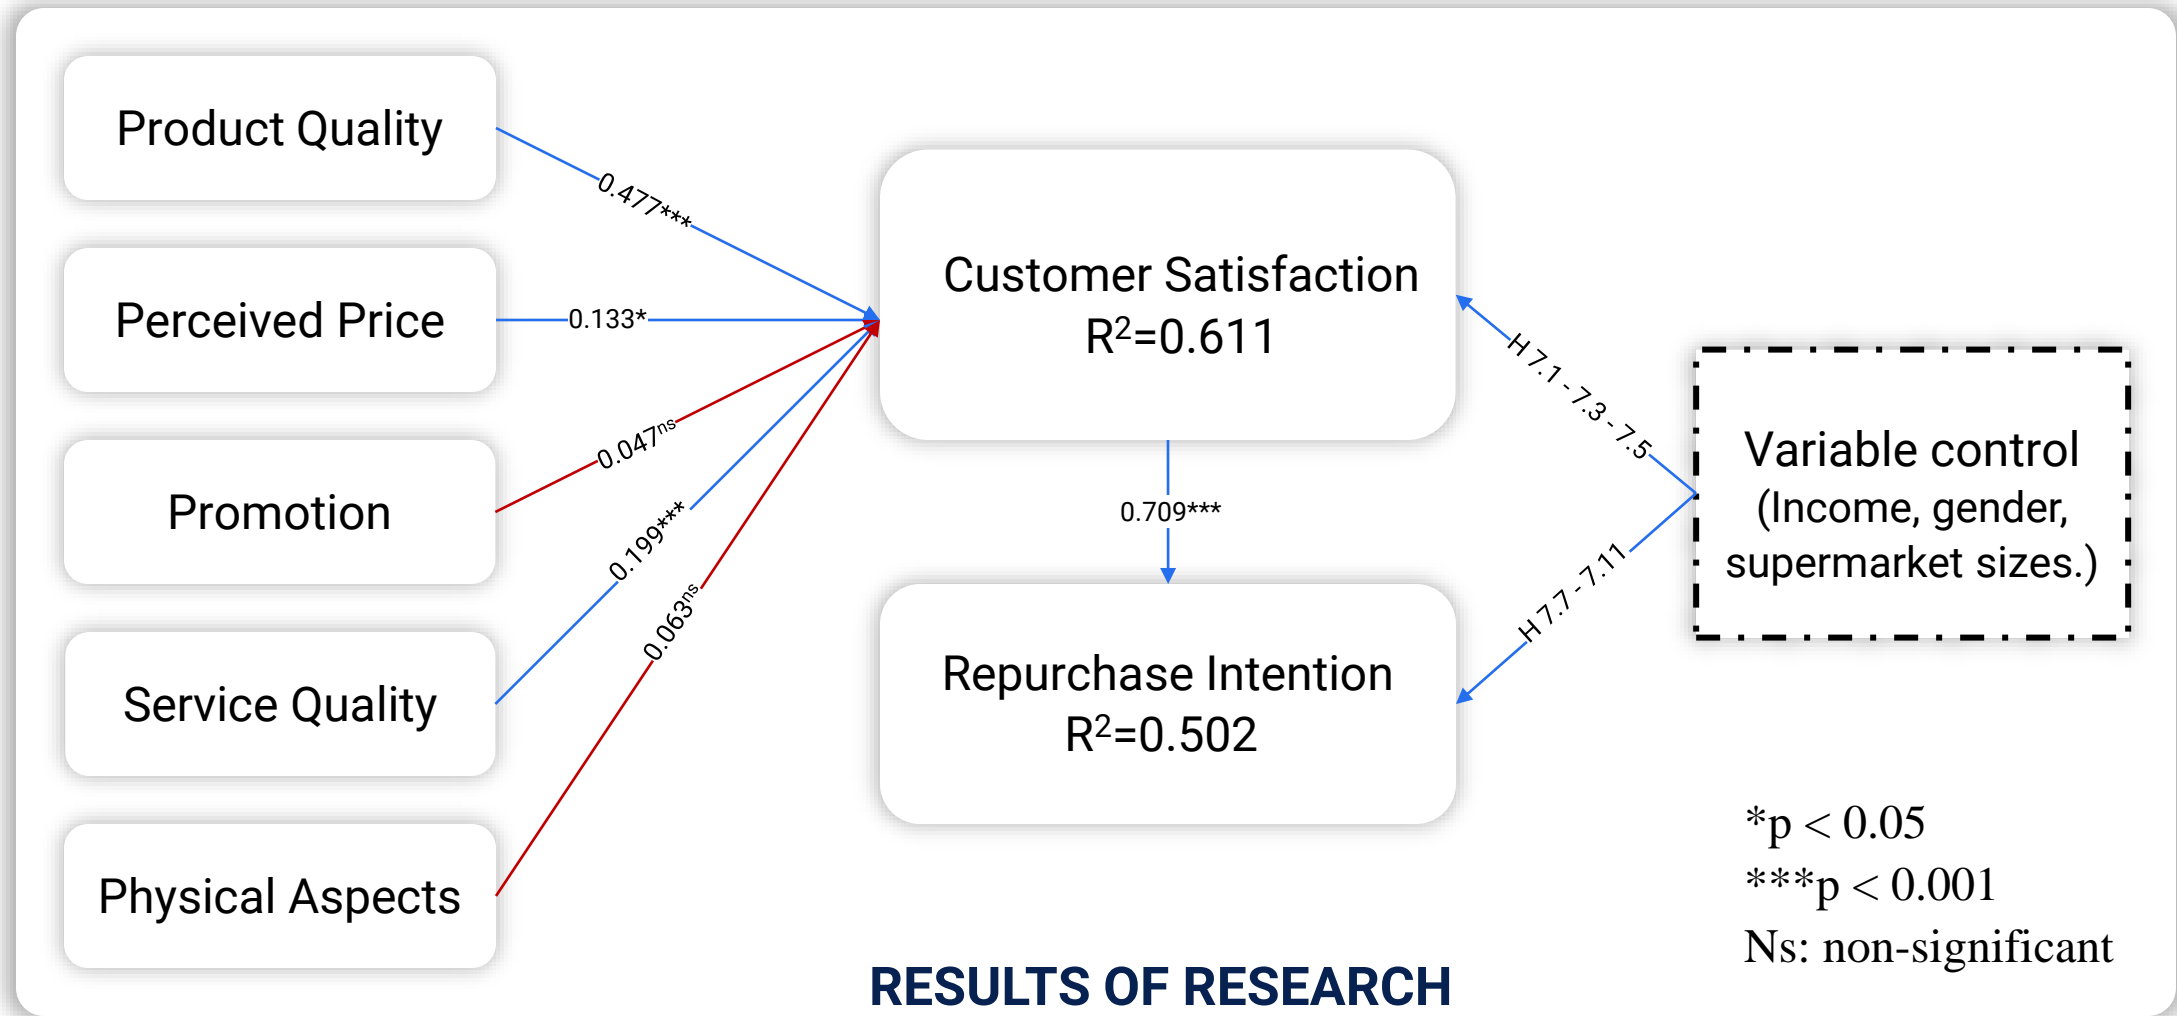 Product Quality
Perceived Price
Promotion
Service Quality
Physical Aspects
0.477***
0.133*
0.047ns
0.199***
0.063ns
Customer Satisfaction
R²=0.611
0.709***
Repurchase Intention
R²=0.502
H 7.1 - 7.3 - 7.5
H 7.7 - 7.11
Variable control
(Income, gender,
supermarket sizes.)
*p < 0.05
***p < 0.001
Ns: non-significant
RESULTS OF RESEARCH